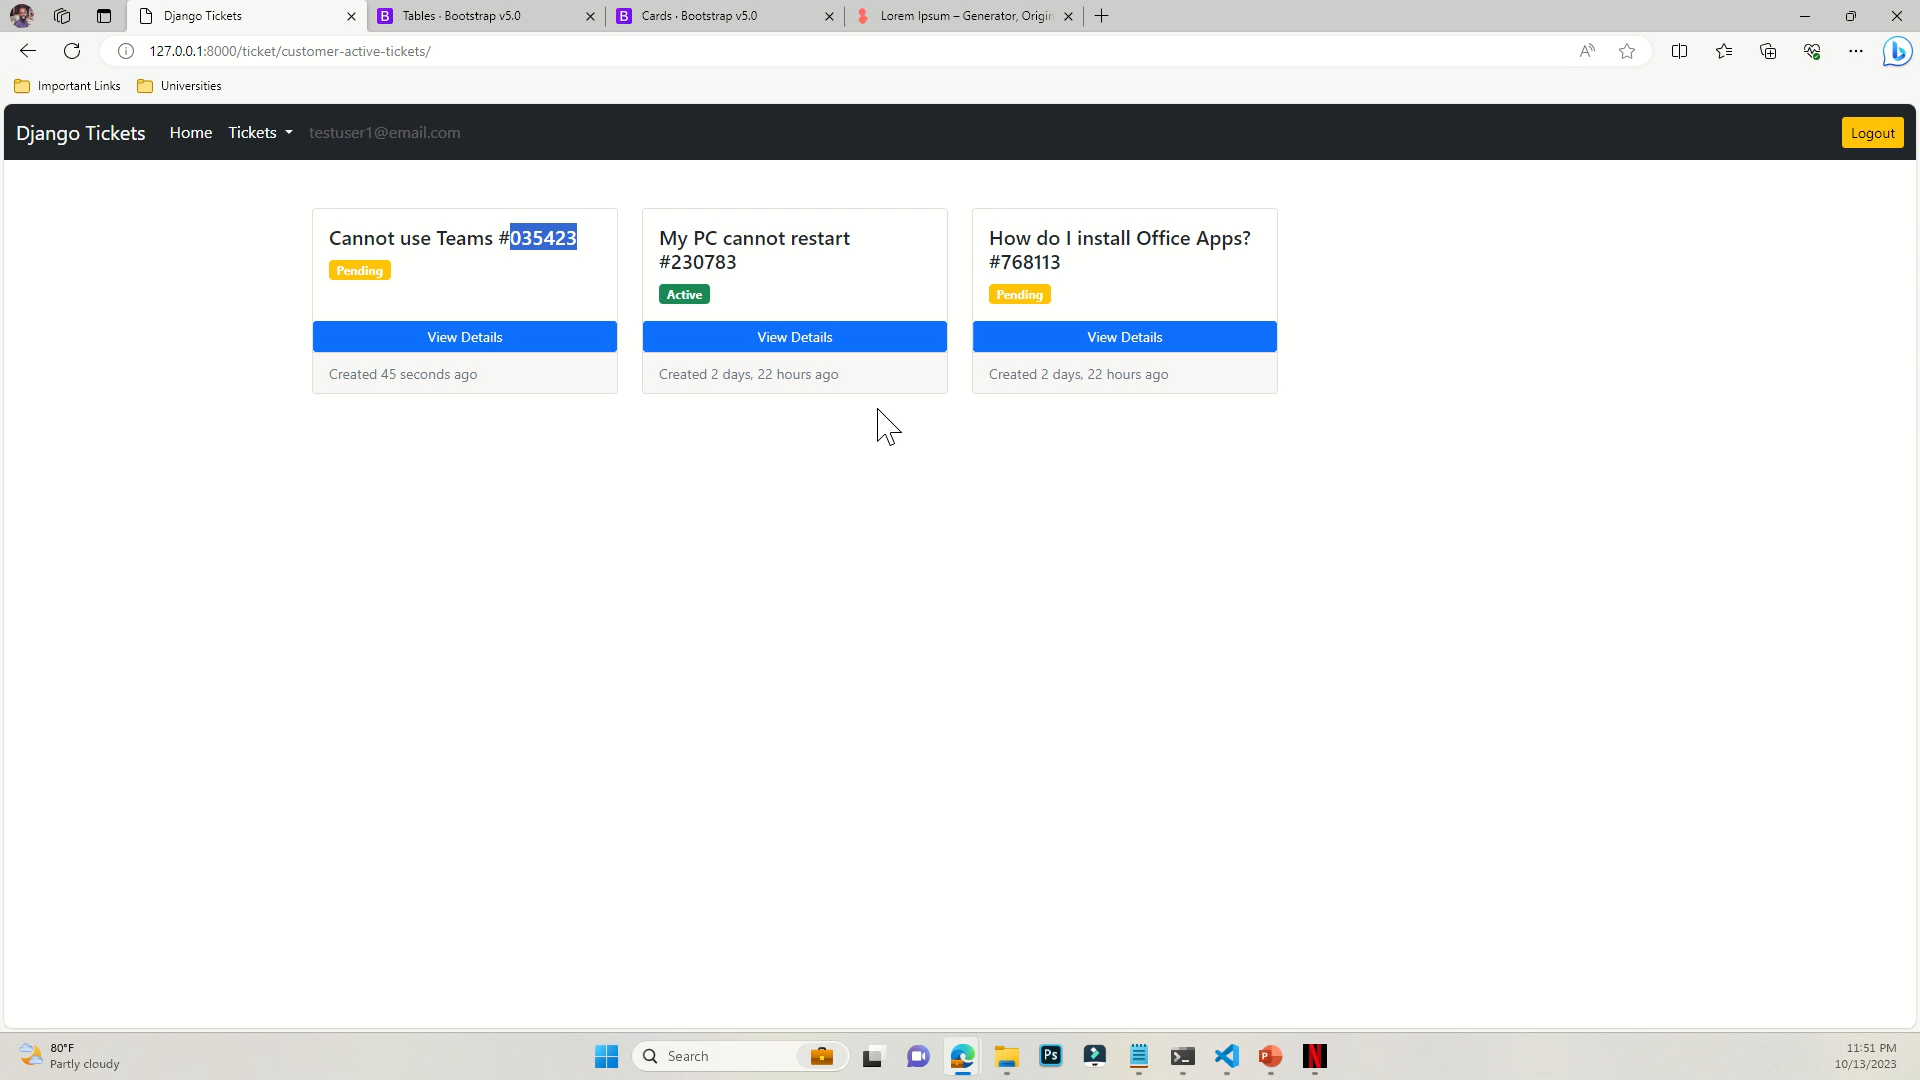 Django Tickets
Tables · Bootstrap v5.0
Cards · Bootstrap v5.0
Lorem Ipsum – Generator, Origin
127.0.0.1:8000/ticket/customer-active-tickets/
Important Links
Universities
Django Tickets
Home
Tickets
testuser1@email.com
Logout
Cannot use Teams #035423
Pending
View Details
Created 45 seconds ago
My PC cannot restart
#230783
Active
View Details
Created 2 days, 22 hours ago
How do I install Office Apps?
#768113
Pending
View Details
Created 2 days, 22 hours ago
80°F
Partly cloudy
Search
Ps
11:51 PM
10/13/2023